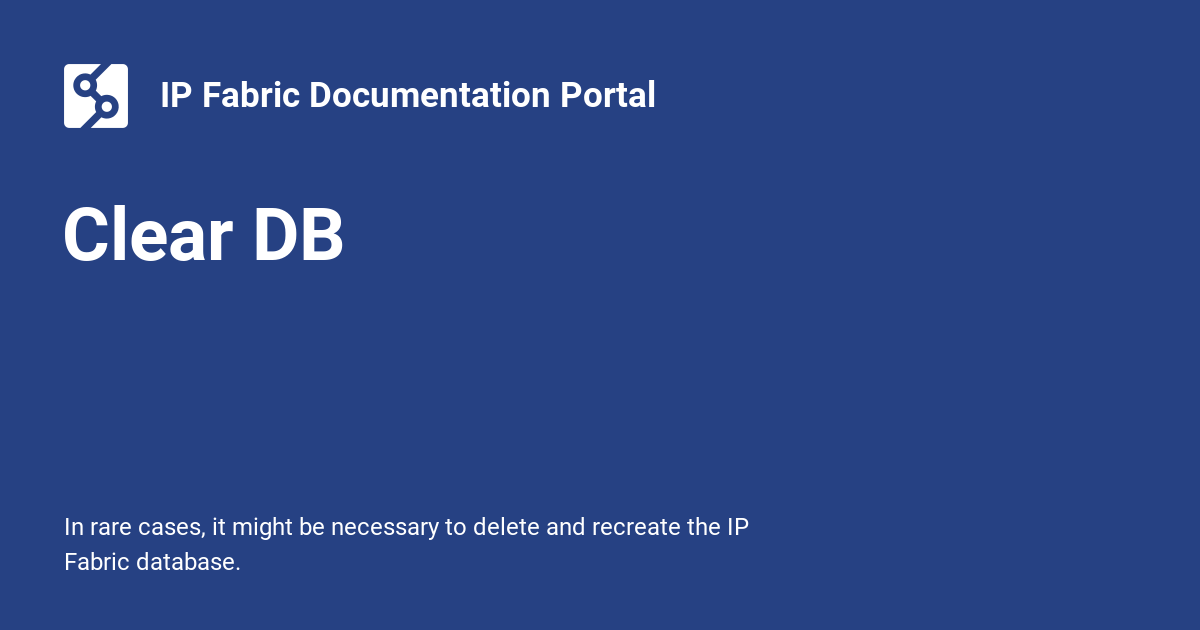 IP Fabric Documentation Portal
Clear DB
In rare cases, it might be necessary to delete and recreate the IP
Fabric database.